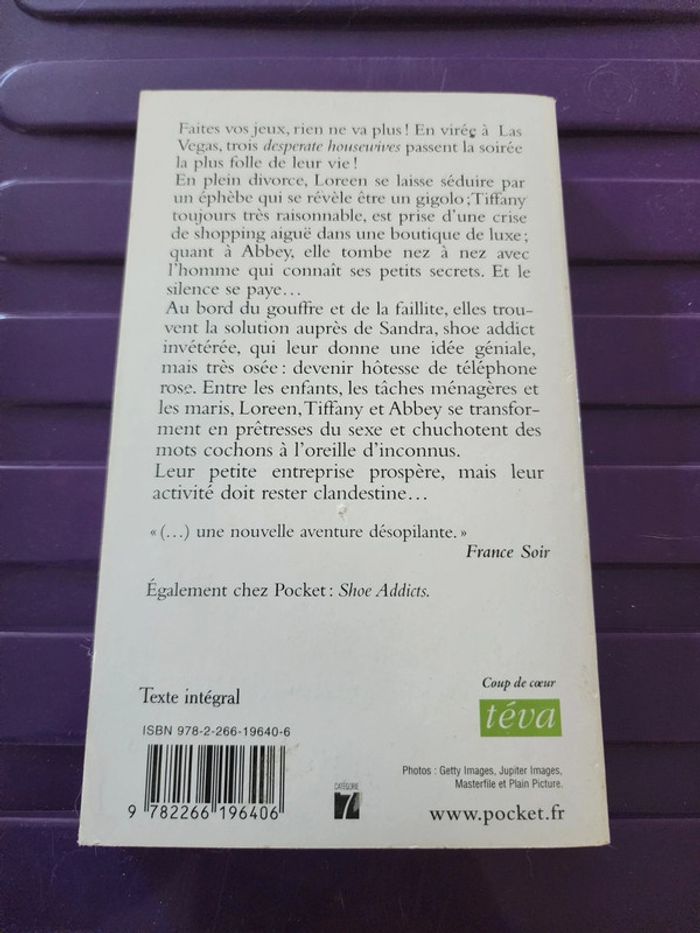 Faites vos jeux, rien ne va plus ! En virée à Las
Vegas, trois desperate housewives passent la soirée
la plus folle de leur vie !
En plein divorce, Loreen se laisse séduire par
un éphèbe qui se révèle être un gigolo ; Tiffany
toujours très raisonnable, est prise d'une crise
de shopping aiguë dans une boutique de luxe ;
quant à Abbey, elle tombe nez à nez avec
l'homme qui connaît ses petits secrets. Et le
silence se paye…
Au bord du gouffre et de la faillite, elles trou-
vent la solution auprès de Sandra, shoe addict
invétérée, qui leur donne une idée géniale,
mais très osée : devenir hôtesse de téléphone
rose. Entre les enfants, les tâches ménagères et
les maris, Loreen, Tiffany et Abbey se transfor-
ment en prêtresses du sexe et chuchotent des
mots cochons à l'oreille d'inconnus.
Leur petite entreprise prospère, mais leur
activité doit rester clandestine…
« (…) une nouvelle aventure désopilante. »
France Soir
Également chez Pocket : Shoe Addicts.
Texte intégral
ISBN 978-2-266-19640-6
9 782266 196406
CATÉGORIE
7
Coup de cœur
téva
Photos : Getty Images, Jupiter Images,
Masterfile et Plain Picture.
www.pocket.fr